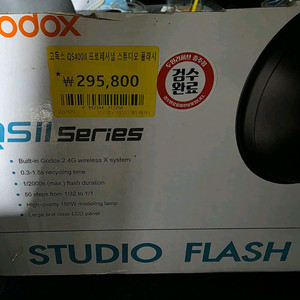 Godox
고독스 QS400II 프로페셔널 스튜디오 플래시
₩295,800
검수
완료
QSII Series
• Built-in Godox 2.4G wireless X system
• 0.3-1.5s recycling time
• 1/2000s (max.) flash duration
• 50 steps from 1/32 to 1/1
• High-quality 150W modeling lamp
• Large and clear LCD panel
STUDIO FLASH